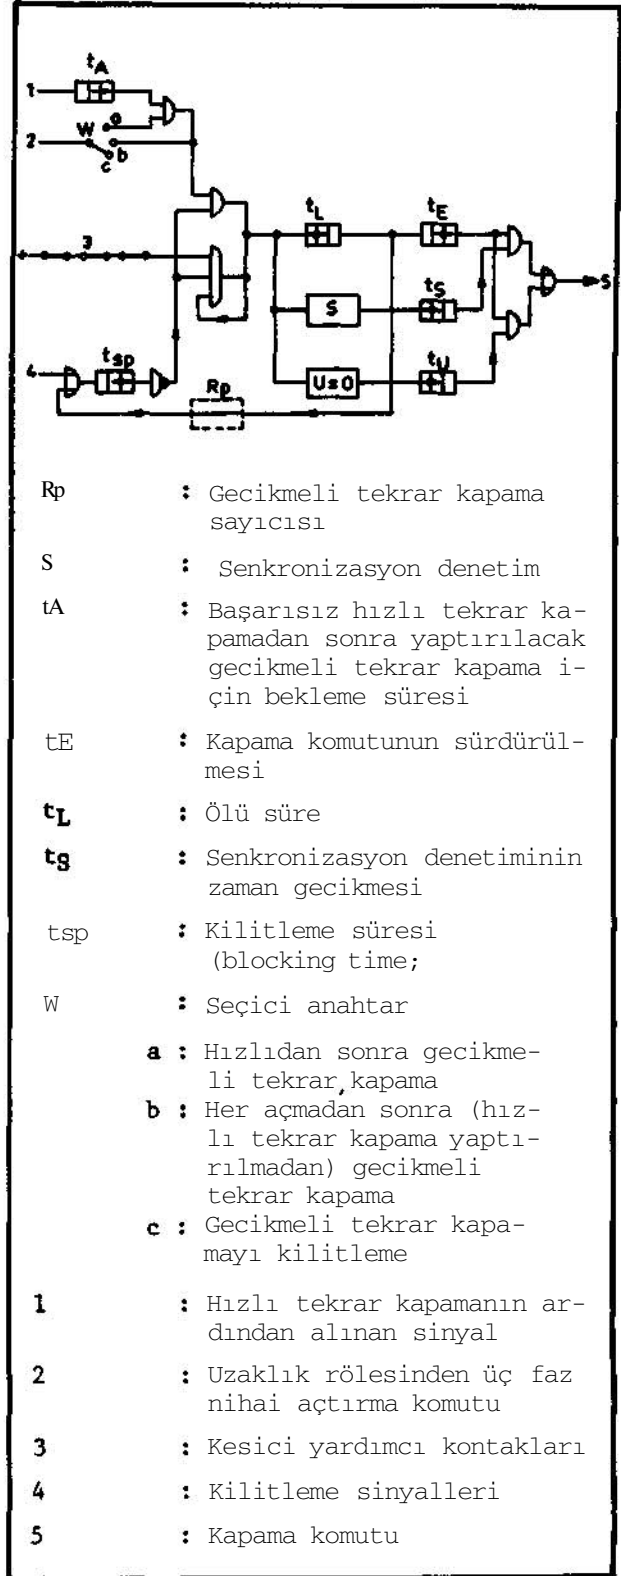 tA
1
a
W
2
b
c
tL
tE
3
+
tS
S
5
tsp
tU
4
U=0
Rp
Rp : Gecikmeli tekrar kapama
sayıcısı
S : Senkronizasyon denetim
tA : Başarısız hızlı tekrar ka-
pamadan sonra yaptırılacak
gecikmeli tekrar kapama i-
çin bekleme süresi
tE : Kapama komutunun sürdürül-
mesi
tL : Ölü süre
tS : Senkronizasyon denetiminin
zaman gecikmesi
tsp : Kilitleme süresi
(blocking time;
W : Seçici anahtar
a : Hızlıdan sonra gecikme-
li tekrar,kapama
b : Her açmadan sonra (hız-
lı tekrar kapama yaptı-
rılmadan) gecikmeli
tekrar kapama
c : Gecikmeli tekrar kapa-
mayı kilitleme
1 : Hızlı tekrar kapamanın ar-
dından alınan sinyal
2 : Uzaklık rölesinden üç faz
nihai açtırma komutu
3 : Kesici yardımcı kontakları
4 : Kilitleme sinyalleri
5 : Kapama komutu